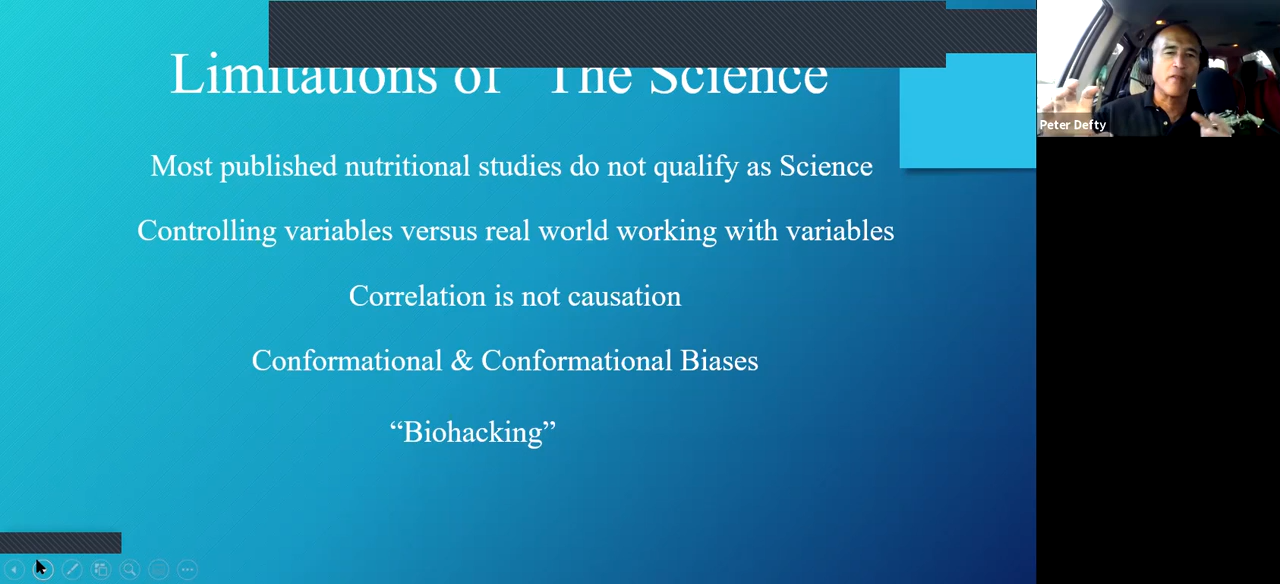 Limitations of "The Science
Most published nutritional studies do not qualify as Science
Controlling variables versus real world working with variables
Correlation is not causation
Conformational & Conformational Biases
“Biohacking”
Peter Defty